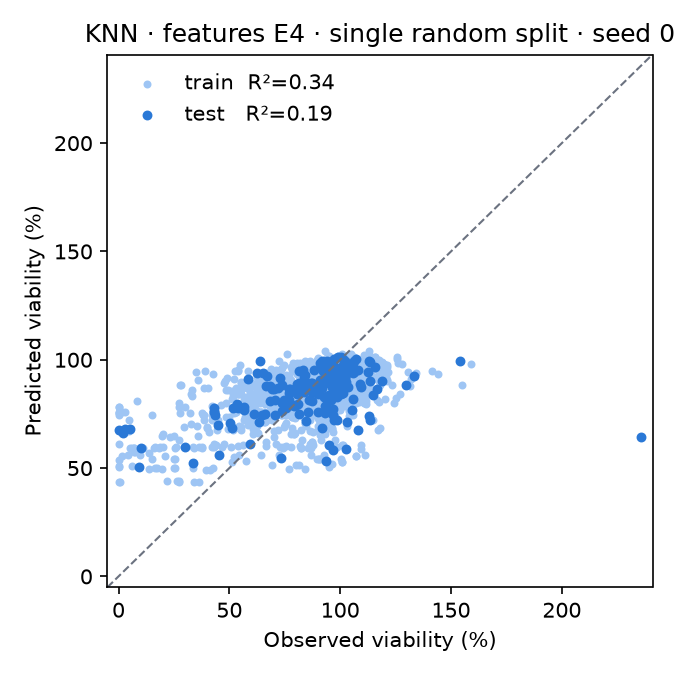 KNN · features E4 · single random split · seed 0
train R²=0.34
test R²=0.19
200
150
100
50
0
Predicted viability (%)
0 50 100 150 200
Observed viability (%)